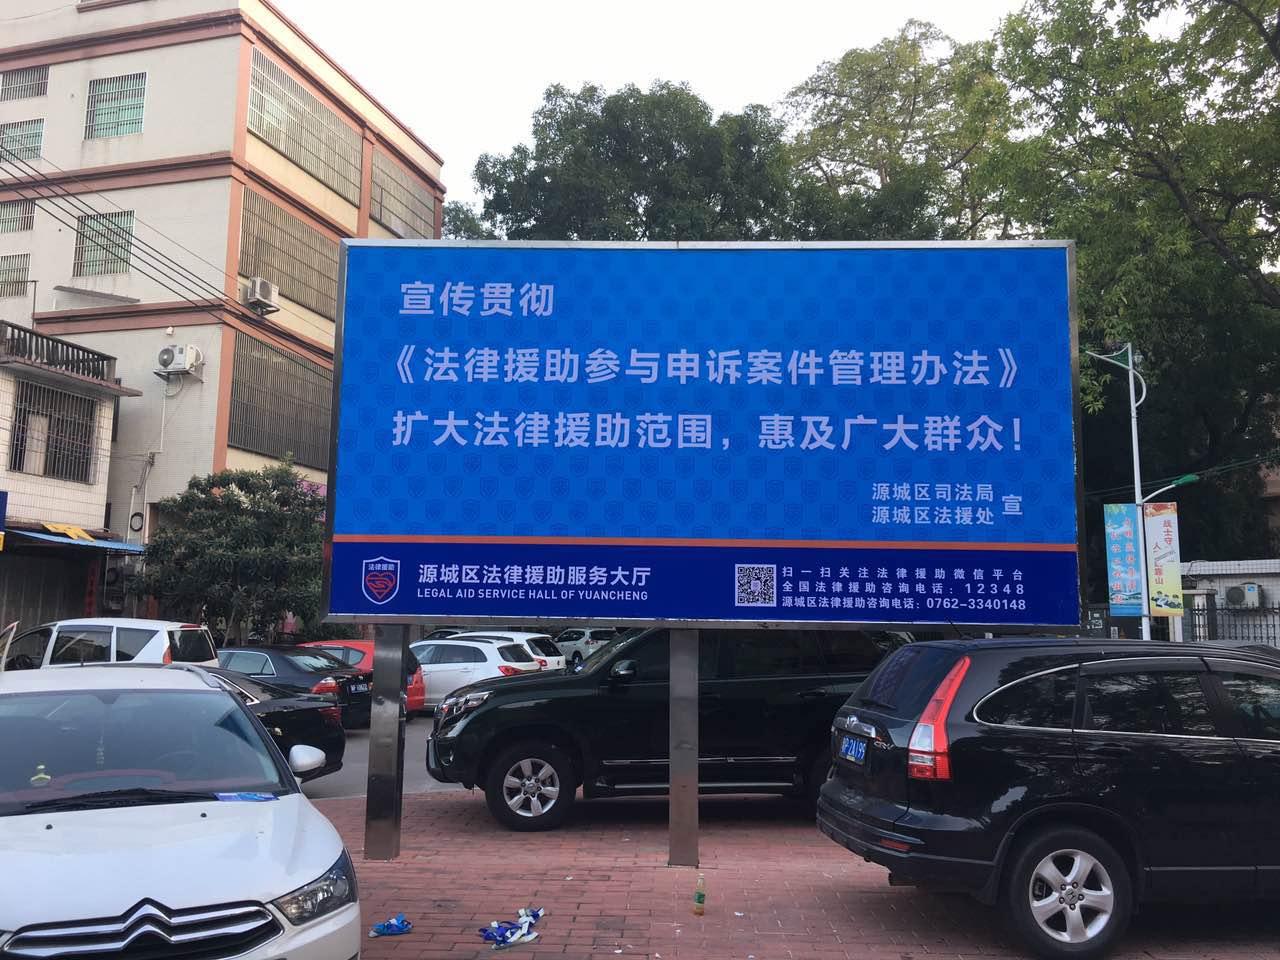 宣传贯彻
《法律援助参与申诉案件管理办法》
扩大法律援助范围，惠及广大群众！
源城区司法局
源城区法援处
宣
法律援助
源城区法律援助服务大厅
LEGAL AID SERVICE HALL OF YUANCHENG
扫一扫关注法律援助微信平台
全国法律援助咨询电话：12348
源城区法律援助咨询电话：0762-3340148
CR-V